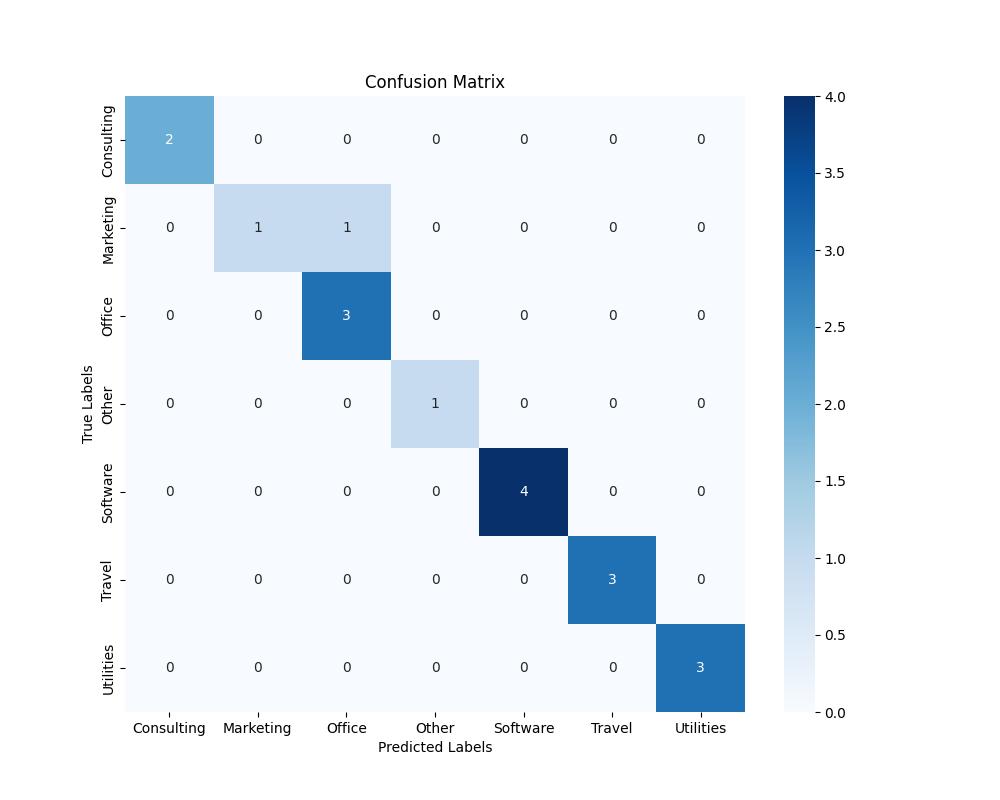 Confusion Matrix
Consulting 2 0 0 0 0 0 0
Marketing 0 1 1 0 0 0 0
Office 0 0 3 0 0 0 0
Other 0 0 0 1 0 0 0
Software 0 0 0 0 4 0 0
Travel 0 0 0 0 0 3 0
Utilities 0 0 0 0 0 0 3
True Labels
Consulting Marketing Office Other Software Travel Utilities
Predicted Labels
4.0
3.5
3.0
2.5
2.0
1.5
1.0
0.5
0.0